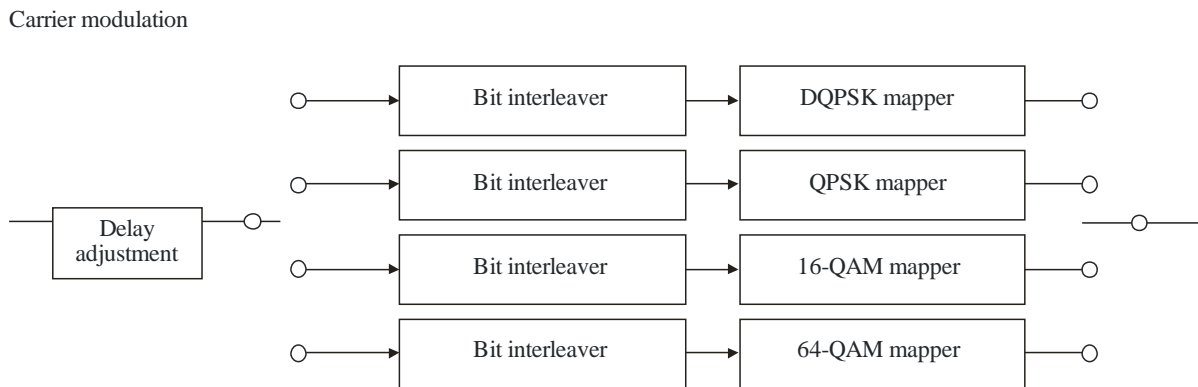 Carrier modulation
Bit interleaver
DQPSK mapper
Bit interleaver
QPSK mapper
Delay
adjustment
Bit interleaver
16-QAM mapper
Bit interleaver
64-QAM mapper